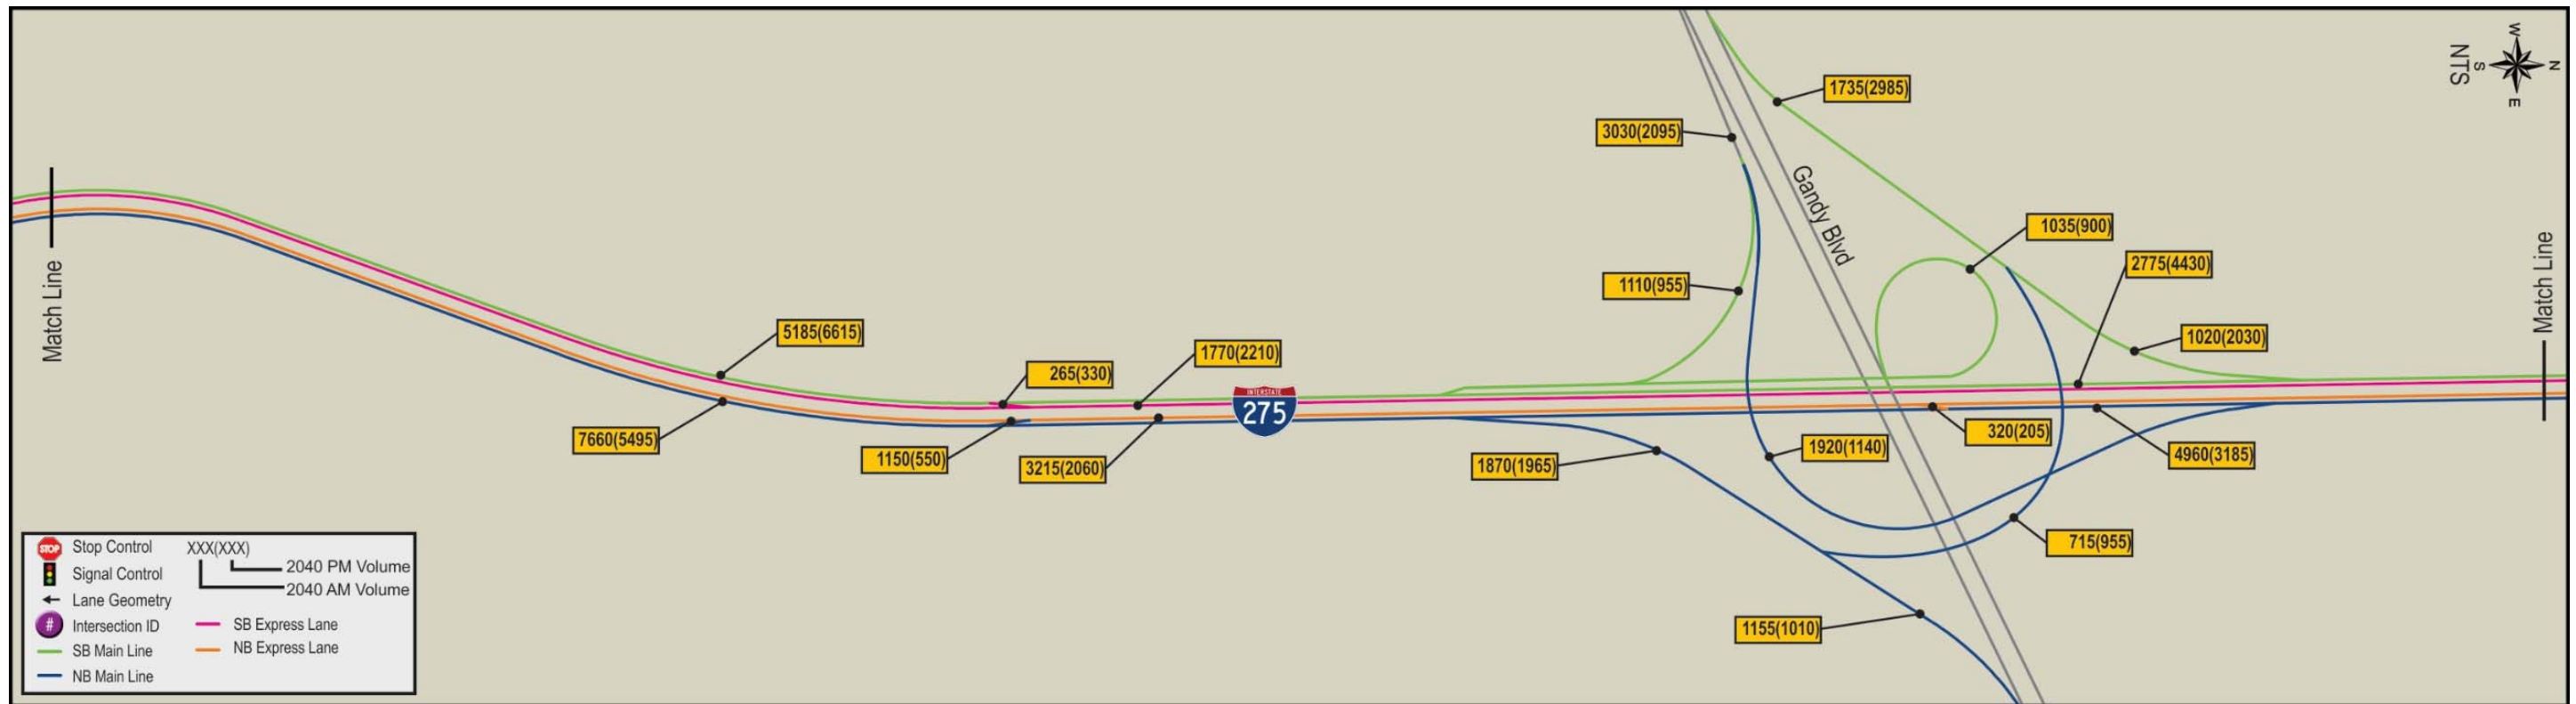 W
N
S
E
NTS
1735(2985)
3030(2095)
Gandy Blvd
1035(900)
2775(4430)
1110(955)
1020(2030)
Match Line
Match Line
5185(6615)
265(330)
1770(2210)
INTERSTATE
275
7660(5495)
1150(550)
3215(2060)
1870(1965)
1920(1140)
320(205)
4960(3185)
715(955)
1155(1010)
STOP Stop Control
Signal Control
Lane Geometry
# Intersection ID
SB Main Line
NB Main Line
XXX(XXX)
2040 PM Volume
2040 AM Volume
SB Express Lane
NB Express Lane